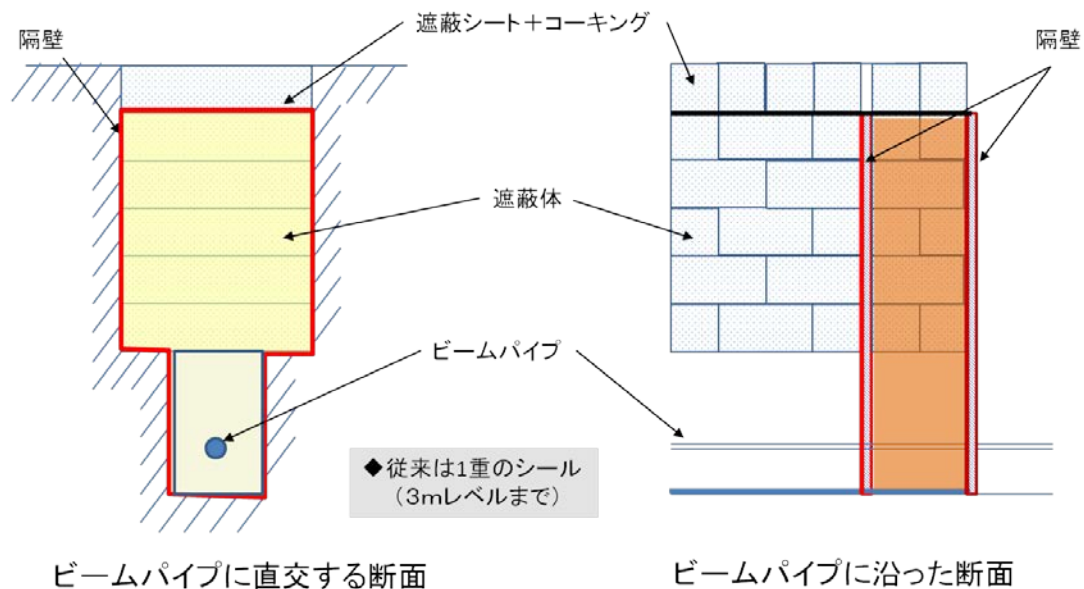 遮蔽シート+コーキング
隔壁
隔壁
遮蔽体
ビームパイプ
◆従来は1重のシール
(3mレベルまで)
ビームパイプに直交する断面
ビームパイプに沿った断面